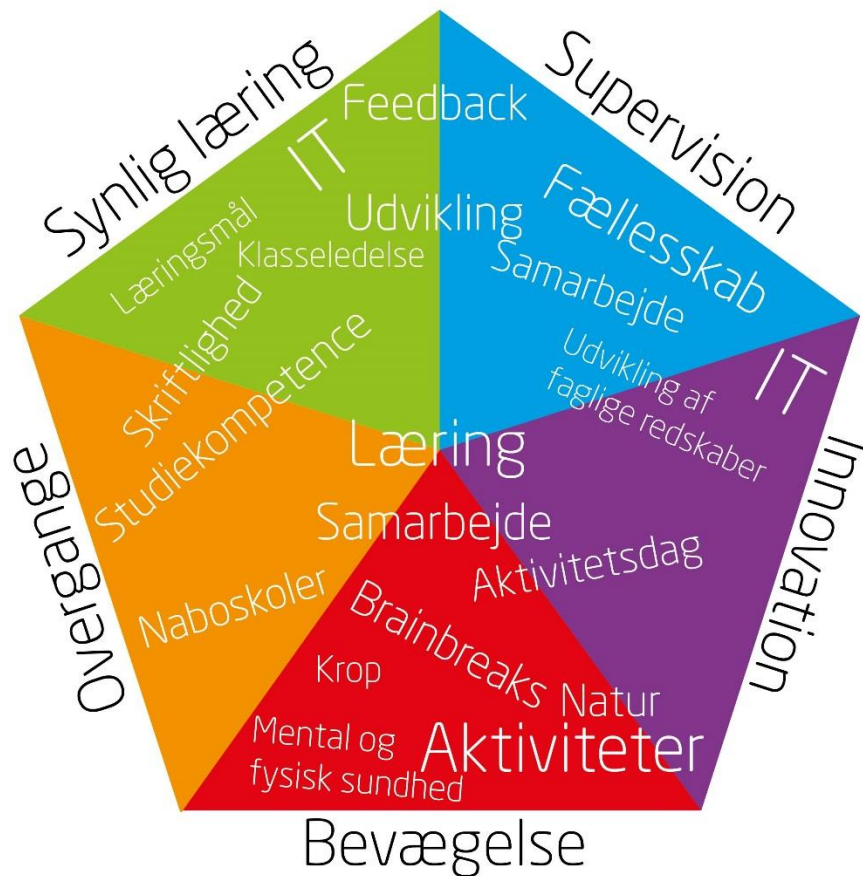 Synlig læring
Supervision
Feedback
IT
Udvikling
Fællesskab
Læringsmål
Klasseledelse
Samarbejde
Skriftlighed
Studiekompetence
Udvikling af
faglige redskaber
IT
Læring
Innovation
Overgange
Samarbejde
Aktivitetsdag
Naboskoler
Brainbreaks
Krop
Natur
Mental og
fysisk sundhed
Aktiviteter
Bevægelse